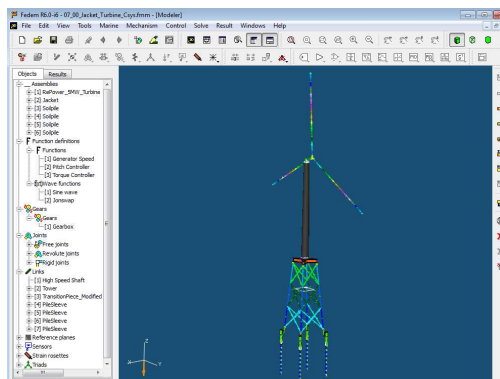 Fedem R6.0-i6 - 07_00_Jacket_Turbine_Csys.fmm - [Modeler]
File Edit View Tools Marine Mechanism Control Solve Result Windows Help
Objects Results
Assemblies
[1] RePower_5MW_Turbine
[2] Jacket
[3] Soilpile
[4] Soilpile
[5] Soilpile
[6] Soilpile
Function definitions
Functions
[1] Generator Speed
[2] Pitch Controller
[3] Torque Controller
Wave functions
[1] Sine wave
[2] Jonswap
Gears
Gears
[1] Gearbox
Joints
Free joints
Revolute joints
Rigid joints
Links
[1] High Speed Shaft
[2] Tower
[3] TransitionPiece_Modified
[4] PileSleeve
[5] PileSleeve
[6] PileSleeve
[7] PileSleeve
Reference planes
Sensors
Strain rosettes
Triads
Z
X Y